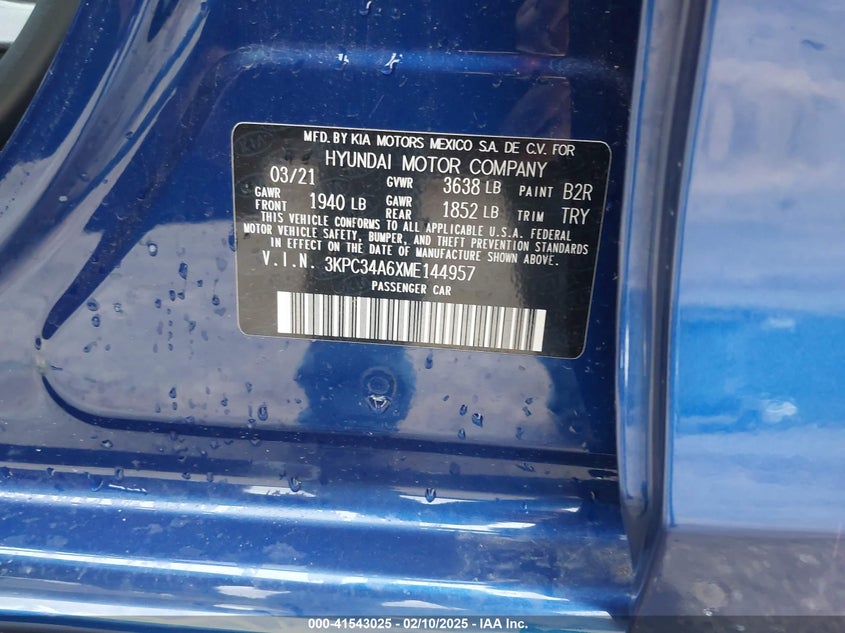 MFD. BY KIA MOTORS MEXICO S.A. DE C.V. FOR
HYUNDAI MOTOR COMPANY
03/21 GVWR 3638 LB PAINT B2R
GAWR FRONT 1940 LB GAWR REAR 1852 LB TRIM TRY
THIS VEHICLE CONFORMS TO ALL APPLICABLE U.S.A. FEDERAL
MOTOR VEHICLE SAFETY, BUMPER, AND THEFT PREVENTION STANDARDS
IN EFFECT ON THE DATE OF MANUFACTURE SHOWN ABOVE.
V.I.N. 3KPC34A6XME144957
PASSENGER CAR
000-41543025 - 02/10/2025 - IAA Inc.